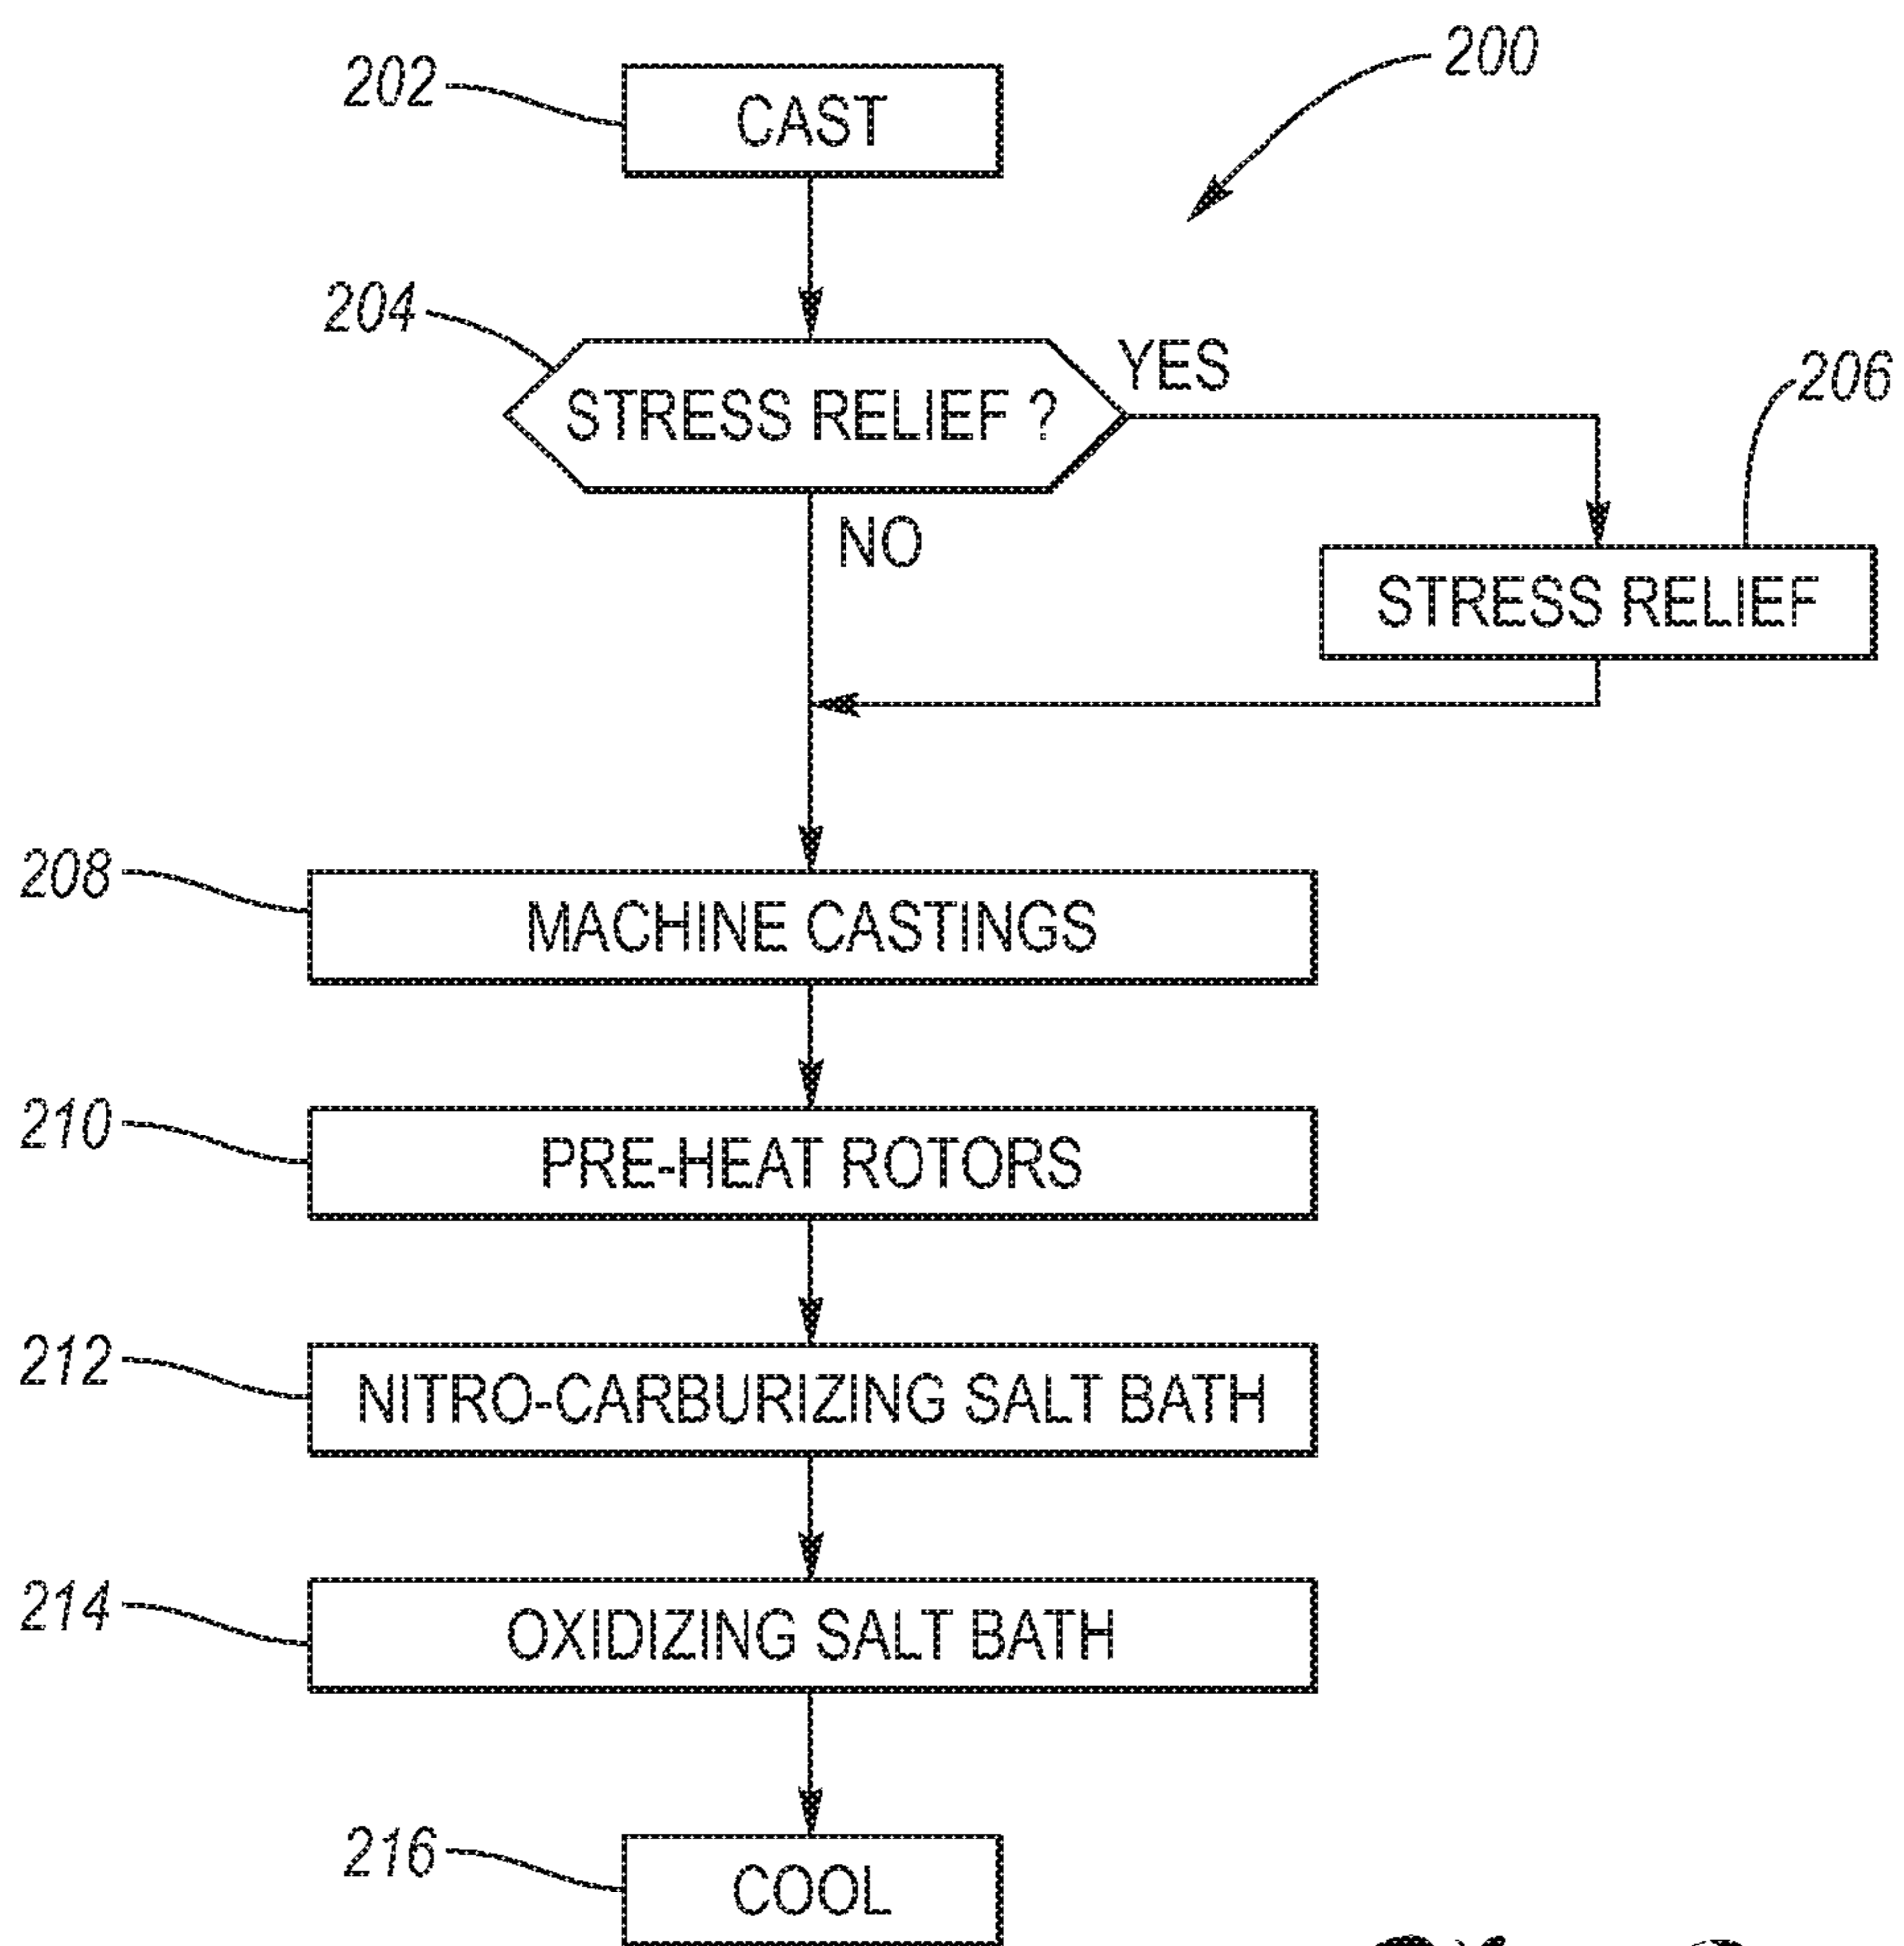 200
202
CAST
204
STRESS RELIEF ?
YES
206
NO
STRESS RELIEF
208
MACHINE CASTINGS
210
PRE-HEAT ROTORS
212
NITRO-CARBURIZING SALT BATH
214
OXIDIZING SALT BATH
216
COOL